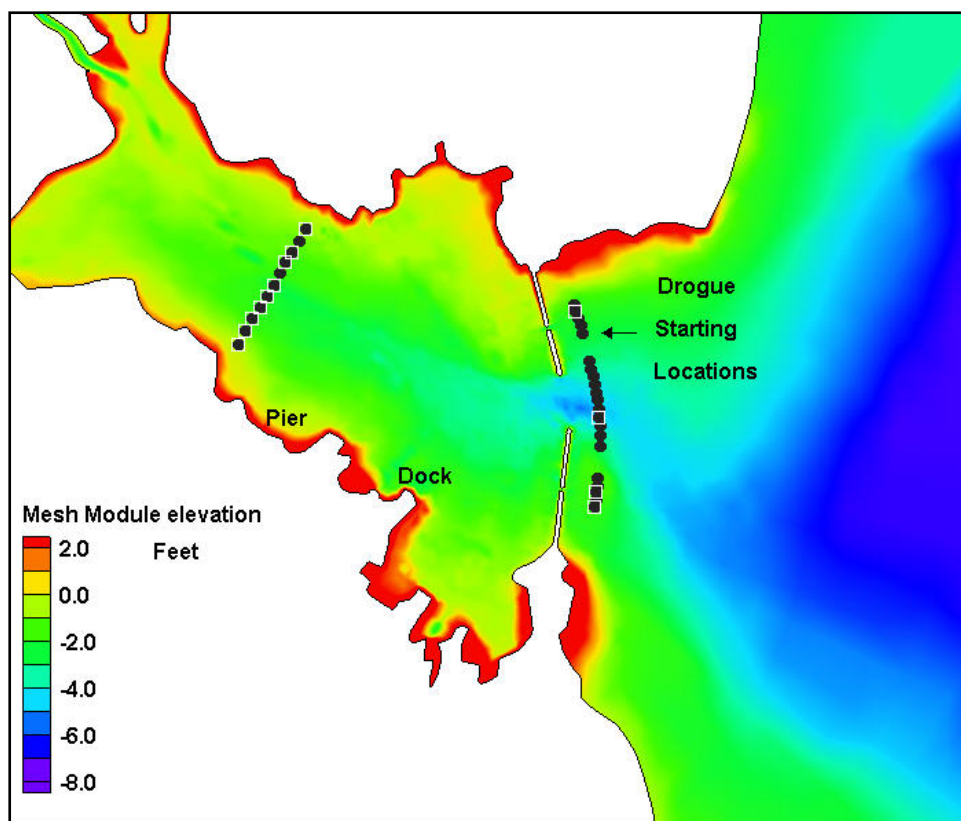 Drogue
Starting
Locations
Pier
Dock
Mesh Module elevation
Feet
2.0
0.0
-2.0
-4.0
-6.0
-8.0